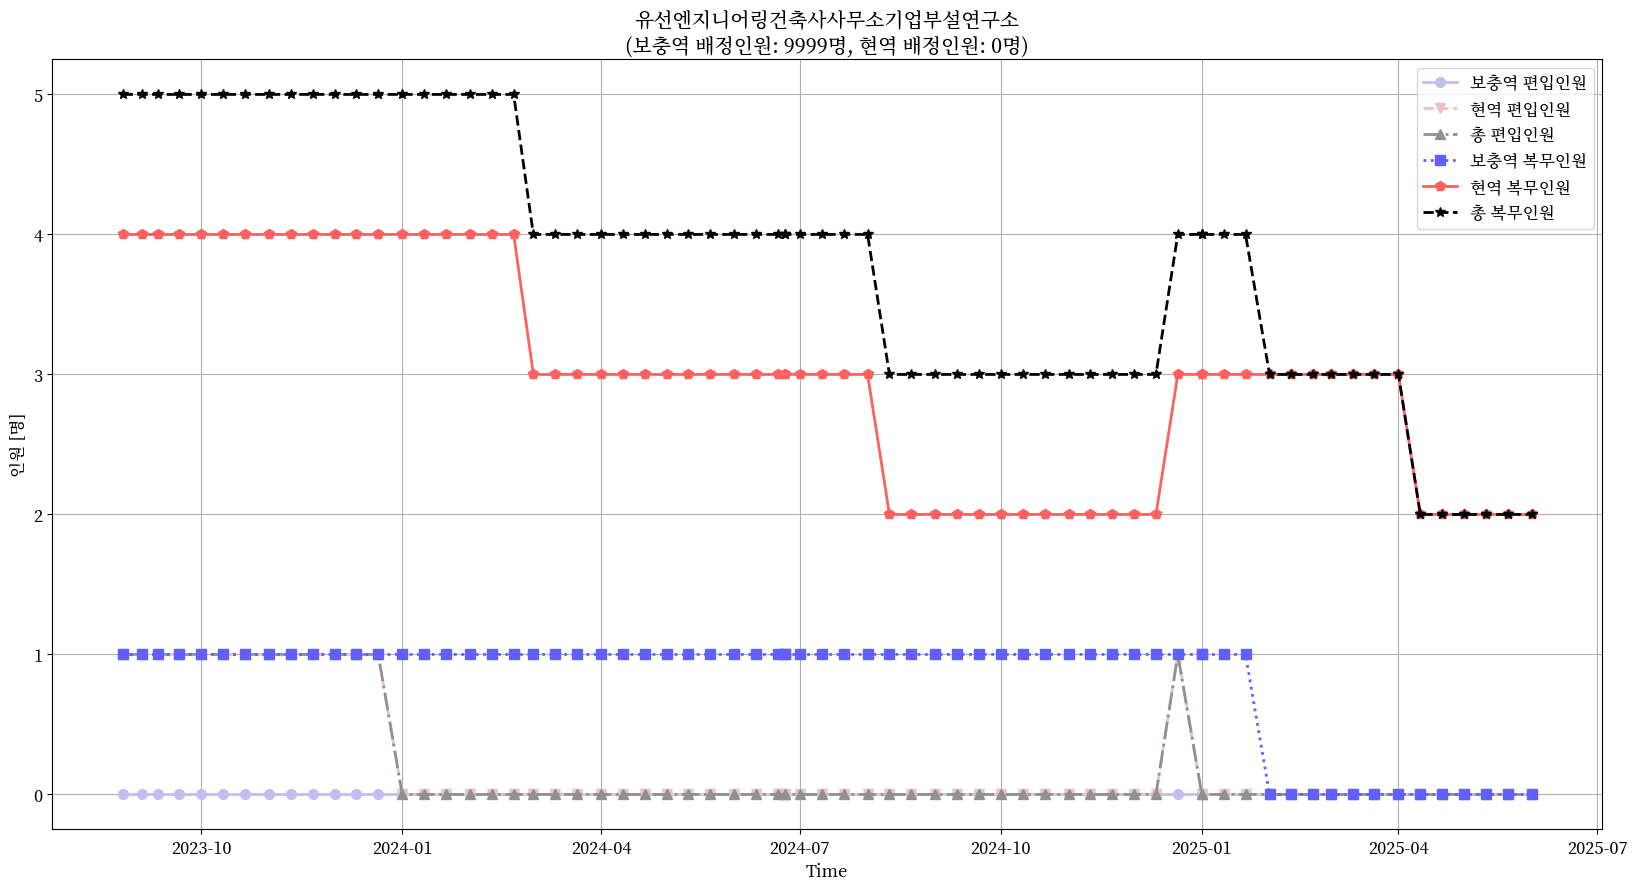 유선엔지니어링건축사사무소기업부설연구소
(보충역 배정인원: 9999명, 현역 배정인원: 0명)
보충역 편입인원
현역 편입인원
총 편입인원
보충역 복무인원
현역 복무인원
총 복무인원
인원 [명]
5
4
3
2
1
0
2023-10
2024-01
2024-04
2024-07
2024-10
2025-01
2025-04
2025-07
Time